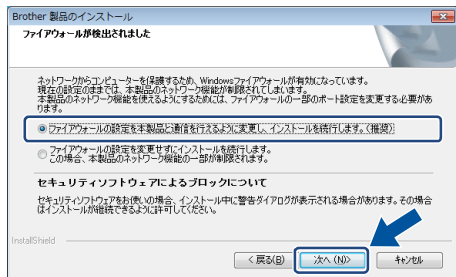 Brother 製品のインストール
ファイアウォールが検出されました
ネットワークからコンピューターを保護するため、Windowsファイアウォールが有効になっています。
現在の設定のままでは、本製品のネットワーク機能が制限されてしまいます。
本製品のネットワーク機能を使えるようにするためには、ファイアウォールの一部のポート設定を変更する必要があ
ります。
ファイアウォールの設定を本製品と通信を行えるように変更し、インストールを続行します。(推奨)
ファイアウォールの設定を変更せずにインストールを続行します。
この場合、本製品のネットワーク機能の一部が制限されます。
セキュリティソフトウェアによるブロックについて
セキュリティソフトウェアをお使いの場合、インストール中に警告ダイアログが表示される場合があります。その場合
はインストールが継続できるように許可してください。
InstallShield
< 戻る(B)
次へ (N)>
キャンセル